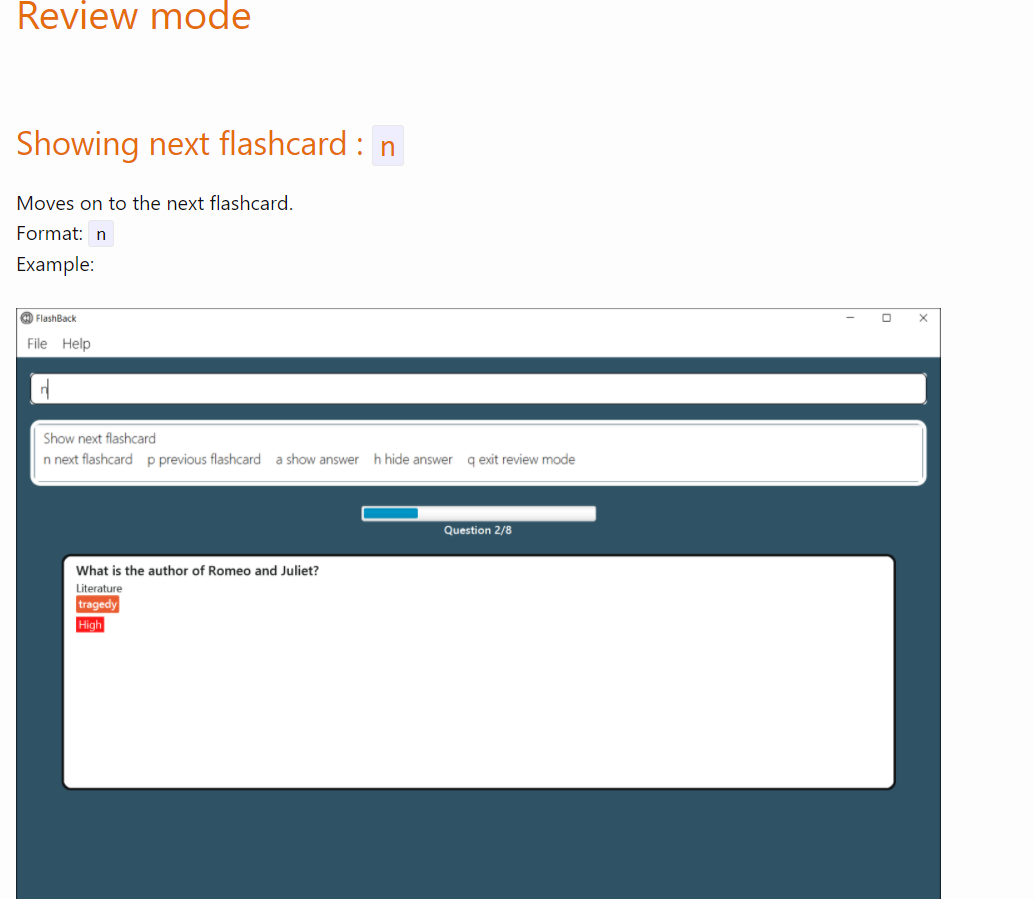 Review mode
Showing next flashcard : n
Moves on to the next flashcard.
Format: n
Example:
FlashBack
File Help
n
Show next flashcard
n next flashcard p previous flashcard a show answer h hide answer q exit review mode
Question 2/8
What is the author of Romeo and Juliet?
Literature
tragedy
High